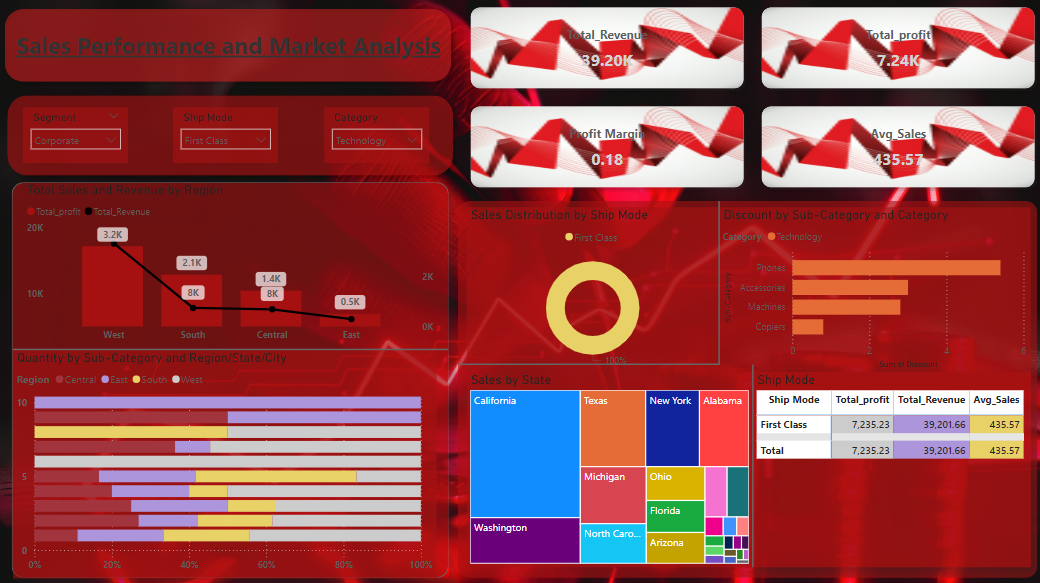 Sales Performance and Market Analysis
Total_Revenue
39.20K
Total_profit
7.24K
Segment
Corporate
Ship Mode
First Class
Category
Technology
Profit Margin
0.18
Avg_Sales
435.57
Total Sales and Revenue by Region
Total_profit Total_Revenue
20K
10K
3.2K
2.1K
8K
1.4K
8K
0.5K
2K
0K
West South Central East
Sales Distribution by Ship Mode
First Class
100%
Discount by Sub-Category and Category
Category Technology
Sub-Category
Phones
Accessories
Machines
Copiers
0 2 4 6
Sum of Discount
Quantity by Sub-Category and Region/State/City
Region Central East South West
10
5
0
0% 20% 40% 60% 80% 100%
Sales by State
California
Washington
Texas
Michigan
North Caro...
New York
Alabama
Ohio
Florida
Arizona
Ship Mode
Ship Mode Total_profit Total_Revenue Avg_Sales
First Class 7,235.23 39,201.66 435.57
Total 7,235.23 39,201.66 435.57